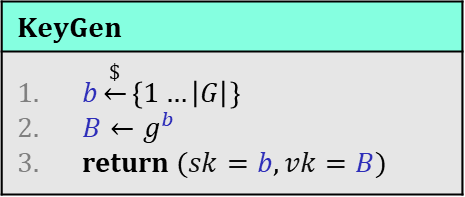 KeyGen
1. b $← {1 ... |G|}
2. B ← g^b
3. return (sk = b, vk = B)